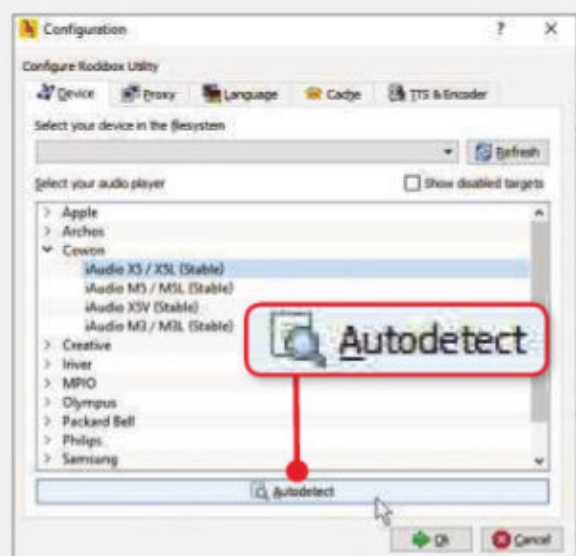 Configuration
Configure Rockbox Utility
Device Proxy Language Cache TTS & Encoder
Select your device in the filesystem
Refresh
Select your audio player Show disabled targets
Apple
Archos
Cowon
iAudio X5 / X5L (Stable)
iAudio M5 / M5L (Stable)
iAudio X5V (Stable)
iAudio M3 / M3L (Stable)
Creative
Iriver
MPIO
Olympus
Packard Bell
Philips
Samsung
Autodetect
Autodetect
Ok Cancel